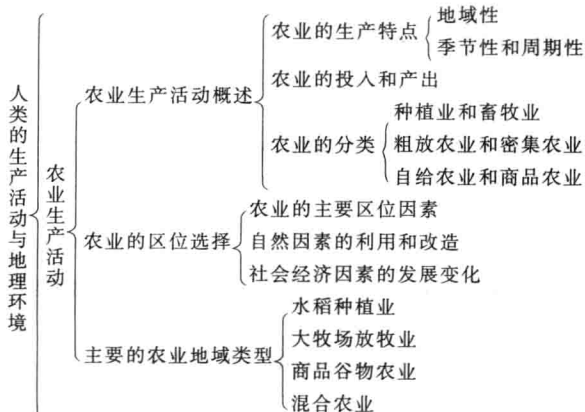 人类的生产活动与地理环境
农业生产活动
农业生产活动概述
农业的生产特点
地域性
季节性和周期性
农业的投入和产出
农业的分类
种植业和畜牧业
粗放农业和密集农业
自给农业和商品农业
农业的区位选择
农业的主要区位因素
自然因素的利用和改造
社会经济因素的发展变化
主要的农业地域类型
水稻种植业
大牧场放牧业
商品谷物农业
混合农业